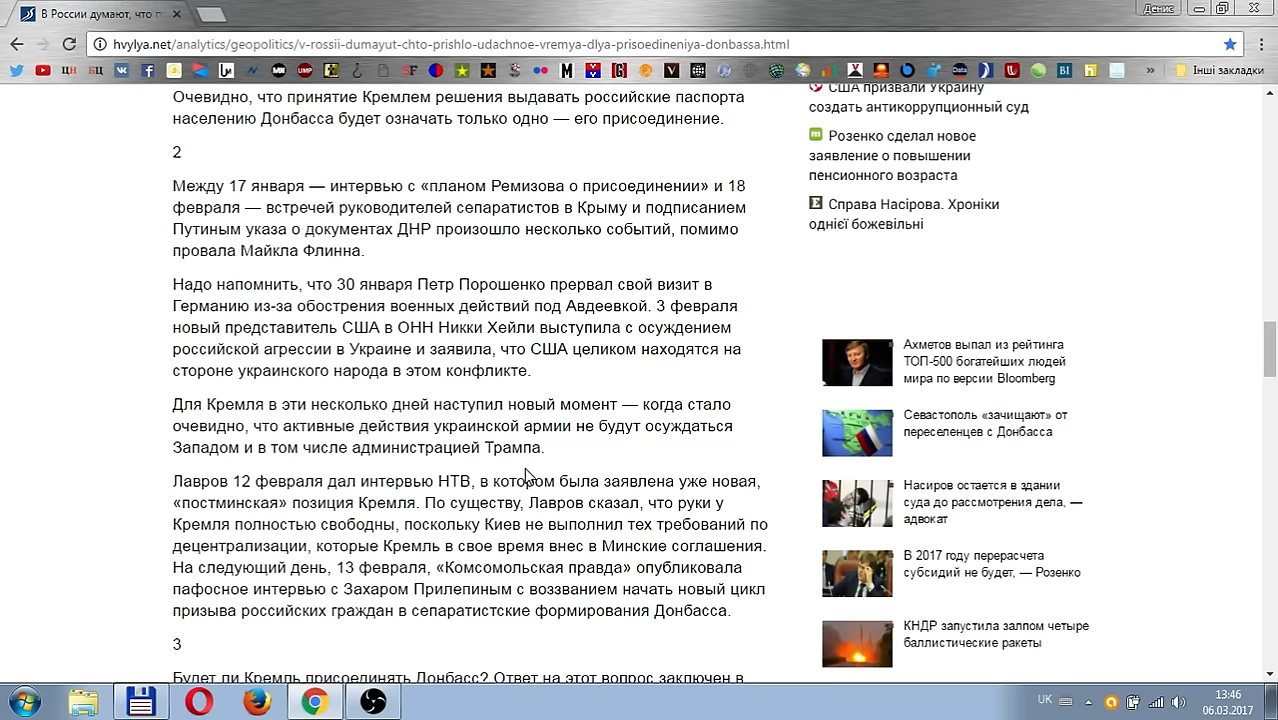 В России думают, что п
Денис
hvylya.net/analytics/geopolitics/v-rossii-dumayut-chto-prishlo-udachnoe-vremya-dlya-prisoedineniya-donbassa.html
Інші закладки
Очевидно, что принятие Кремлем решения выдавать российские паспорта
населению Донбасса будет означать только одно — его присоединение.
2
Между 17 января — интервью с «планом Ремизова о присоединении» и 18
февраля — встречей руководителей сепаратистов в Крыму и подписанием
Путиным указа о документах ДНР произошло несколько событий, помимо
провала Майкла Флинна.
Надо напомнить, что 30 января Петр Порошенко прервал свой визит в
Германию из-за обострения военных действий под Авдеевкой. 3 февраля
новый представитель США в ОНН Никки Хейли выступила с осуждением
российской агрессии в Украине и заявила, что США целиком находятся на
стороне украинского народа в этом конфликте.
Для Кремля в эти несколько дней наступил новый момент — когда стало
очевидно, что активные действия украинской армии не будут осуждаться
Западом и в том числе администрацией Трампа.
Лавров 12 февраля дал интервью НТВ, в котором была заявлена уже новая,
«постминская» позиция Кремля. По существу, Лавров сказал, что руки у
Кремля полностью свободны, поскольку Киев не выполнил тех требований по
децентрализации, которые Кремль в свое время внес в Минские соглашения.
На следующий день, 13 февраля, «Комсомольская правда» опубликовала
пафосное интервью с Захаром Прилепиным с воззванием начать новый цикл
призыва российских граждан в сепаратистские формирования Донбасса.
3
Будет ли Кремль присоединять Донбасс? Ответ на этот вопрос заключен в
США призвали Украину
создать антикоррупционный суд
Розенко сделал новое
заявление о повышении
пенсионного возраста
Справа Насірова. Хроніки
однієї божевільні
Ахметов выпал из рейтинга
ТОП-500 богатейших людей
мира по версии Bloomberg
Севастополь «зачищают» от
переселенцев с Донбасса
Насиров остается в здании
суда до рассмотрения дела, —
адвокат
В 2017 году перерасчета
субсидий не будет, — Розенко
КНДР запустила залпом четыре
баллистические ракеты
UK
13:46
06.03.2017